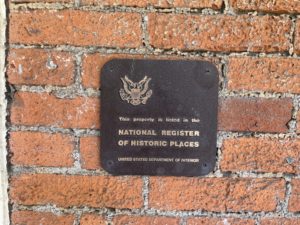 This property is listed in the
NATIONAL REGISTER
OF HISTORIC PLACES
UNITED STATES DEPARTMENT OF INTERIOR